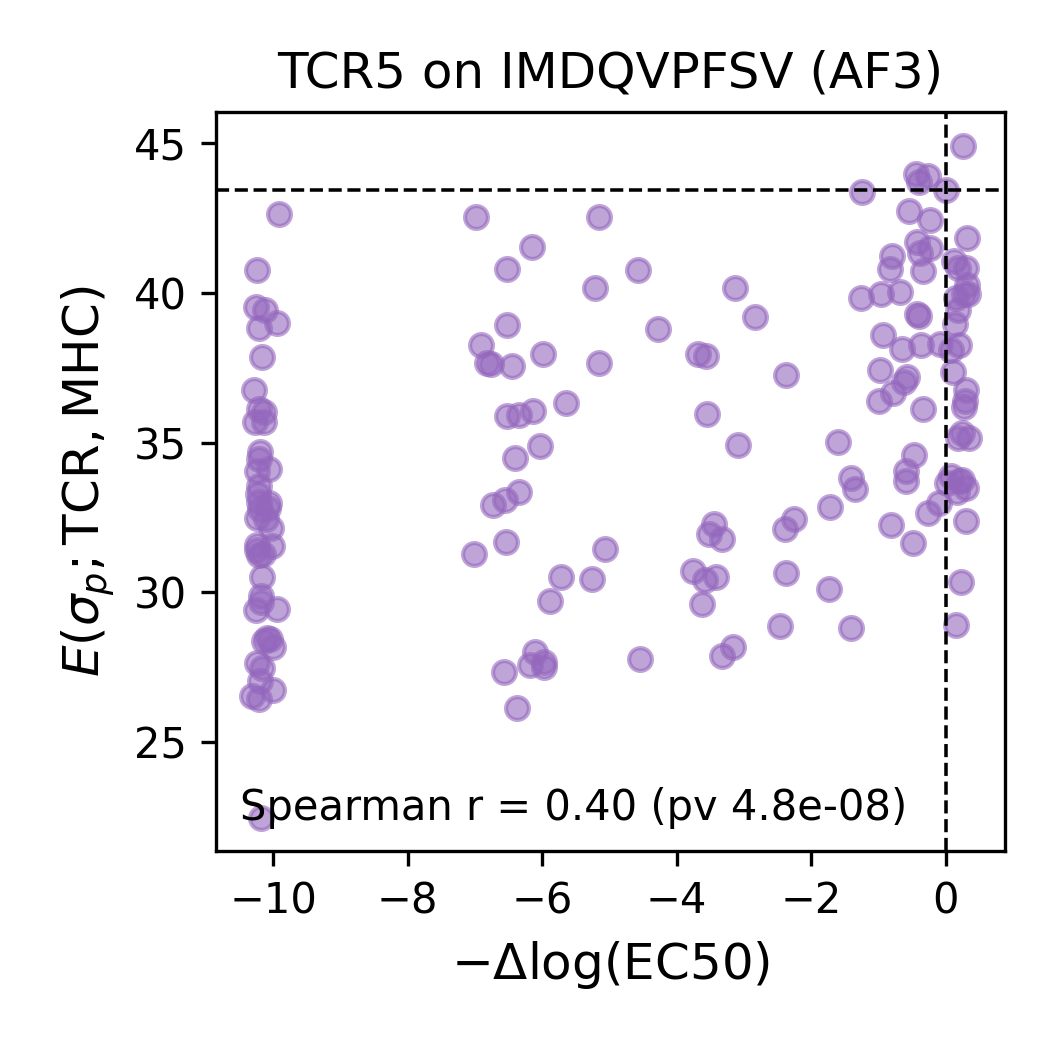 TCR5 on IMDQVPFSV (AF3)
45
40
35
30
25
E(σp; TCR, MHC)
Spearman r = 0.40 (pv 4.8e-08)
−10 −8 −6 −4 −2 0
−Δlog(EC50)